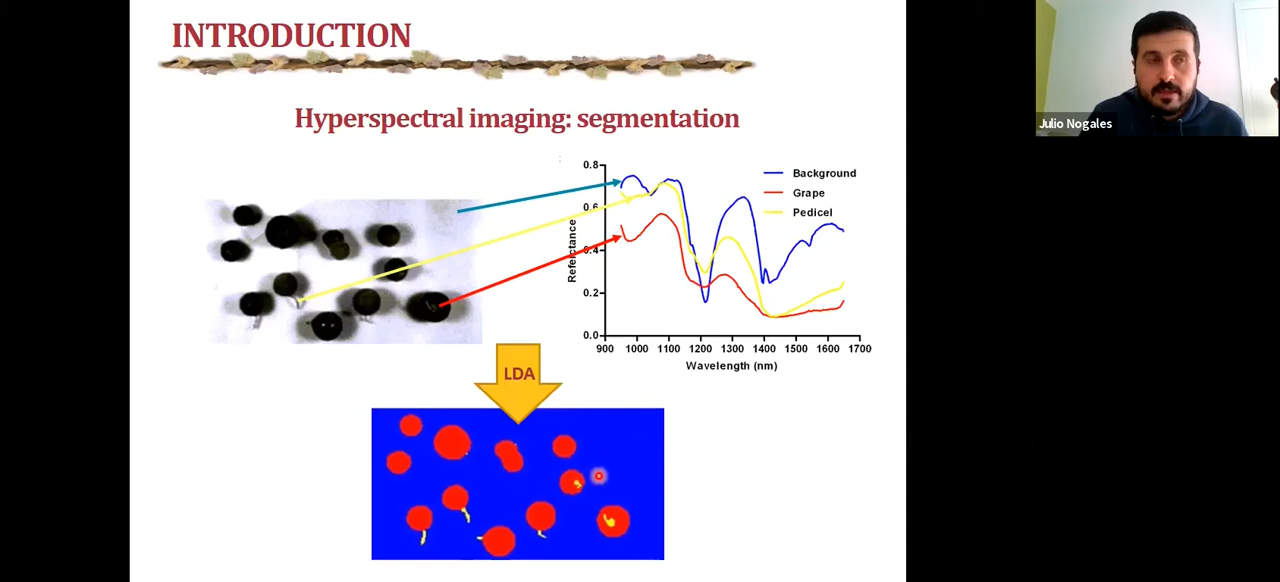 INTRODUCTION
Hyperspectral imaging: segmentation
Julio Nogales
0.8
0.6
0.4
0.2
0.0
Reflectance
900 1000 1100 1200 1300 1400 1500 1600 1700
Wavelength (nm)
Background
Grape
Pedicel
LDA